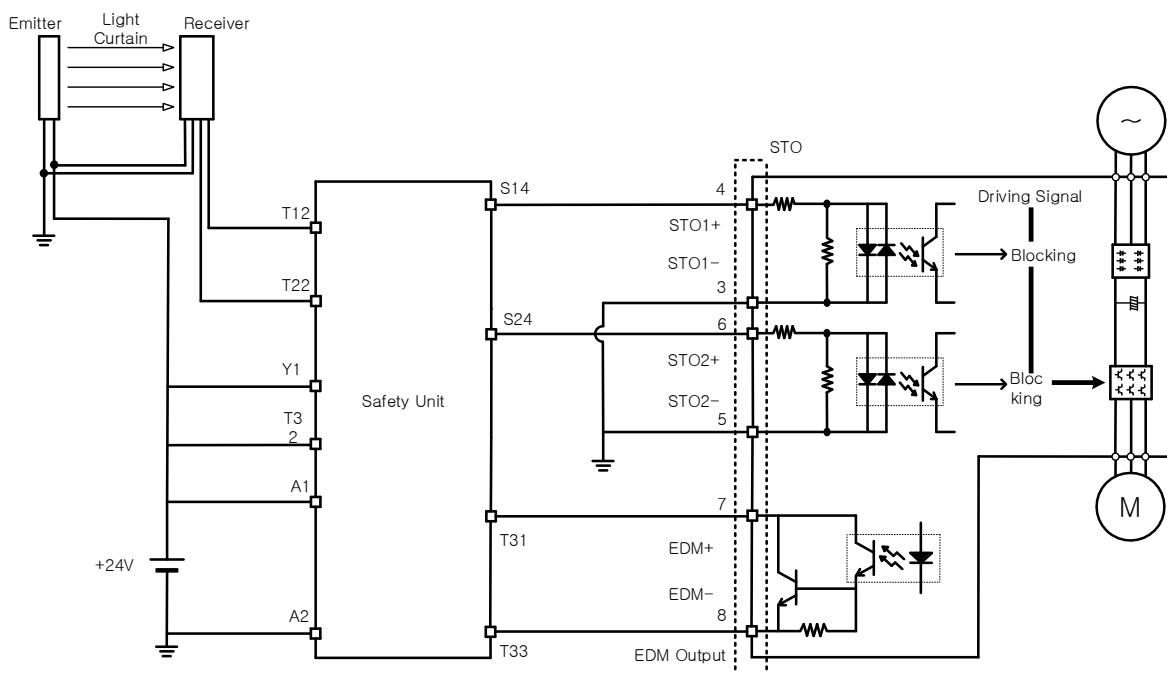 Emitter
Light
Curtain
Receiver
STO
T12
S14
4
Driving Signal
STO1+
STO1-
Blocking
T22
3
S24
6
Y1
STO2+
STO2-
Bloc
king
Safety Unit
T3
2
5
A1
7
T31
EDM+
EDM-
+24V
A2
8
T33
EDM Output
~
M